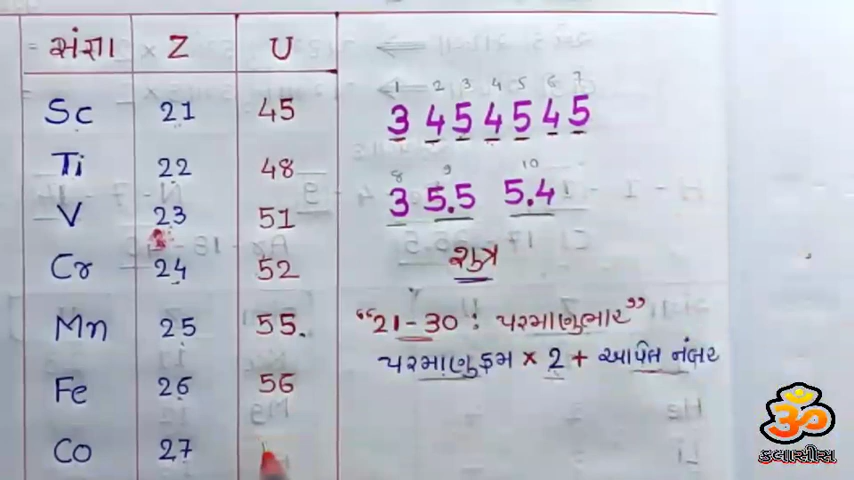 સંજ્ઞા Z U
Sc 21 45
Ti 22 48
V 23 51
Cr 24 52
Mn 25 55.
Fe 26 56
Co 27
1 2 3 4 5 6 7
3 4 5 4 5 4 5
8 9 10
3 5.5 5.4
સુત્ર
“21-30 : પરમાણુભાર”
પરમાણુક્રમ × 2 + આપેલ નંબર
ૐ
ક્લાસીસ